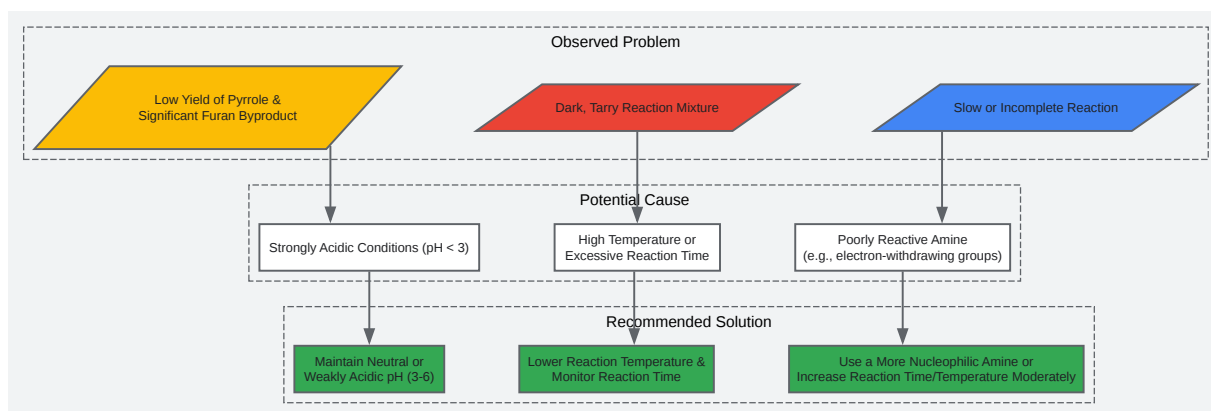 Observed Problem
Low Yield of Pyrrole &
Significant Furan Byproduct
Dark, Tarry Reaction Mixture
Slow or Incomplete Reaction
Potential Cause
Strongly Acidic Conditions (pH < 3)
High Temperature or
Excessive Reaction Time
Poorly Reactive Amine
(e.g., electron-withdrawing groups)
Recommended Solution
Maintain Neutral or
Weakly Acidic pH (3-6)
Lower Reaction Temperature &
Monitor Reaction Time
Use a More Nucleophilic Amine or
Increase Reaction Time/Temperature Moderately